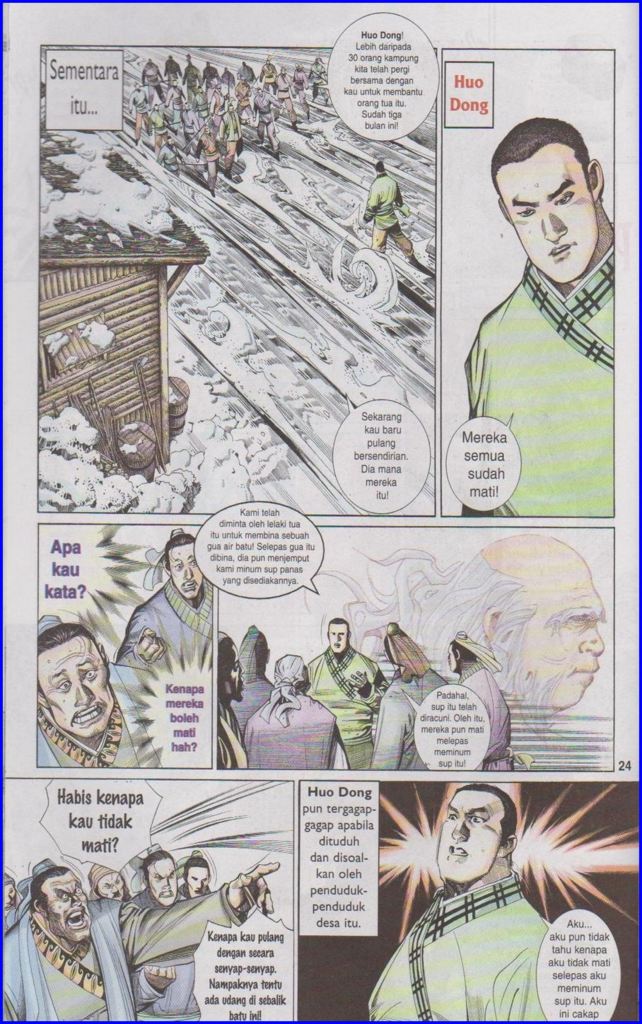 Sementara
itu...
Huo Dong!
Lebih daripada
30 orang kampung
kita telah pergi
bersama dengan
kau untuk membantu
orang tua itu.
Sudah tiga
bulan ini!
Sekarang
kau baru
pulang
bersendirian.
Dia mana
mereka
itu!
Huo
Dong
Mereka
semua
sudah
mati!
Apa
kau
kata?
Kenapa
mereka
boleh
mati
hah?
Kami telah
diminta oleh lelaki tua
itu untuk membina sebuah
gua air batu! Selepas gua itu
dibina, dia pun menjemput
kami minum sup panas
yang disediakannya.
Padahal,
sup itu telah
diracuni. Oleh itu,
mereka pun mati
melepas
meminum
sup itu!
24
Habis kenapa
kau tidak
mati?
Kenapa kau pulang
dengan secara
senyap-senyap.
Nampaknya tentu
ada udang di sebalik
batu ini!
Huo Dong
pun tergagap-
gagap apabila
dituduh
dan disoal-
kan oleh
penduduk-
penduduk
desa itu.
Aku...
aku pun tidak
tahu kenapa
aku tidak mati
selepas aku
meminum
sup itu. Aku
ini cakap